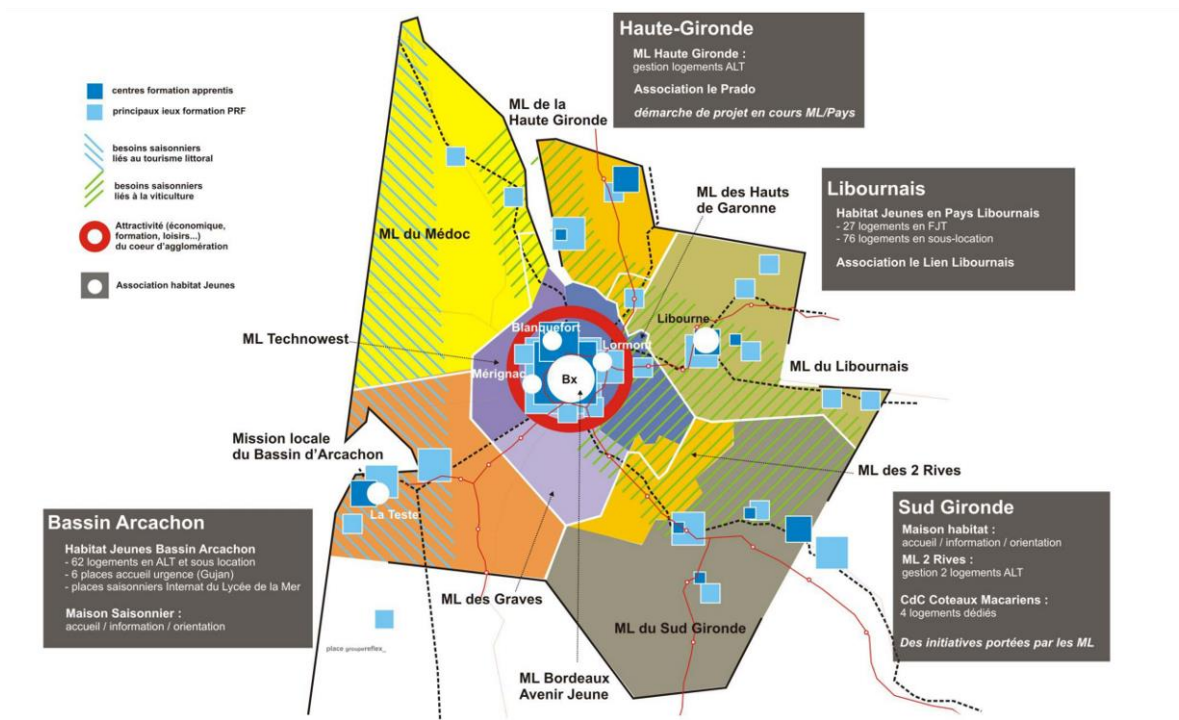 centres formation apprentis
principaux ieux formation PRF
besoins saisonniers
liés au tourisme littoral
besoins saisonniers
liés à la viticulture
Attractivité (économique,
formation, loisirs...)
du coeur d'agglomération
Association habitat Jeunes
Haute-Gironde
ML Haute Gironde :
gestion logements ALT
Association le Prado
démarche de projet en cours ML/Pays
ML de la
Haute Gironde
ML des Hauts
de Garonne
Libournais
Habitat Jeunes en Pays Libournais
- 27 logements en FJT
- 76 logements en sous-location
Association le Lien Libournais
ML du Médoc
ML Technowest
Blanquefort
Lormont
Libourne
Mérignac
Bx
ML du Libournais
Mission locale
du Bassin d'Arcachon
La Teste
ML des 2 Rives
Bassin Arcachon
Habitat Jeunes Bassin Arcachon
- 62 logements en ALT et sous location
- 6 places accueil urgence (Gujan)
- places saisonniers Internat du Lycée de la Mer
Maison Saisonnier :
accueil / information / orientation
Sud Gironde
Maison habitat :
accueil / information / orientation
ML 2 Rives :
gestion 2 logements ALT
CdC Coteaux Macariens :
4 logements dédiés
Des initiatives portées par les ML
ML des Graves
ML du Sud Gironde
place groupereflex_
ML Bordeaux
Avenir Jeune